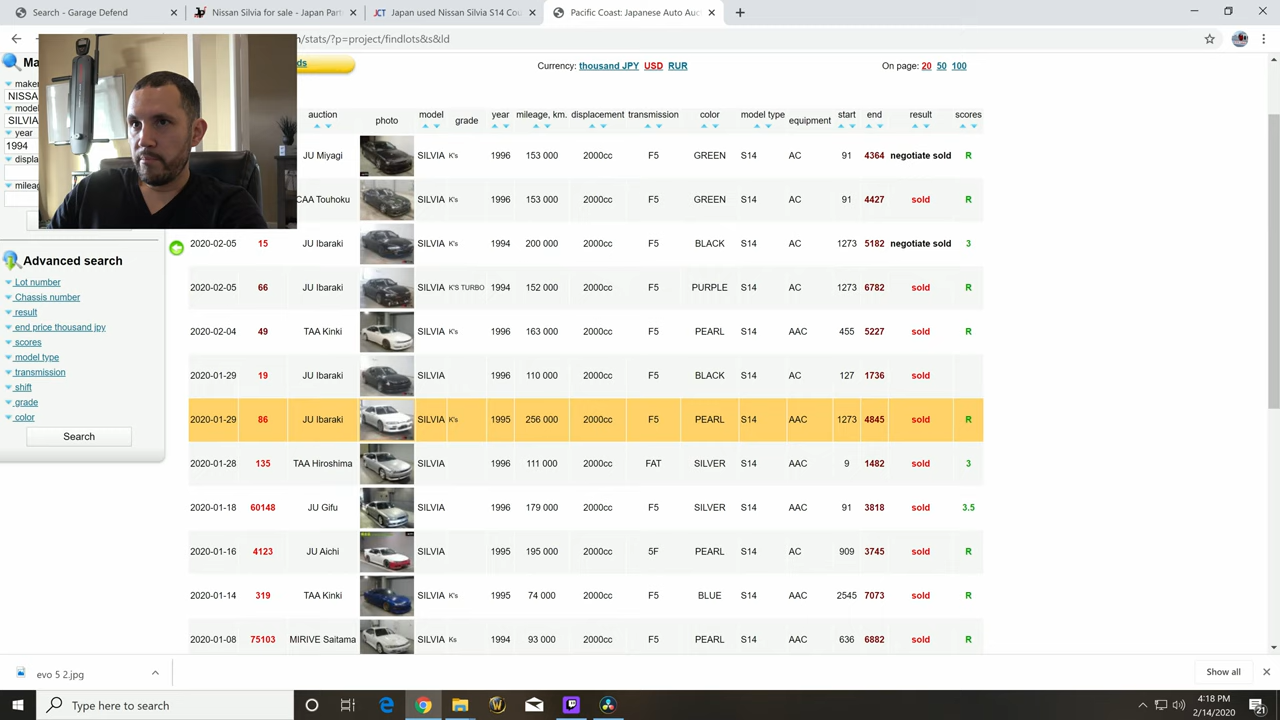 Nissan Silvia for Sale - Garage Defend
used Nissan Silvia S14 Cou
Pacific Coast: Japan Auto Auc
m/stats/?p=project/findlots&s&ld
Ma
make
NISSA
mode
SILVIA
year
1994
displa
mileag
ds
Currency: thousand JPY USD RUR
On page: 20 50 100
auction photo model grade year mileage, km. displacement transmission color model type equipment start end result scores
JU Miyagi SILVIA K's 1996 153 000 2000cc F5 GREEN S14 AC 91 4364 negotiate sold R
CAA Touhoku SILVIA K's 1996 153 000 2000cc F5 GREEN S14 AC 91 4427 sold R
2020-02-05 15 JU Ibaraki SILVIA K's 1994 200 000 2000cc F5 BLACK S14 AC 1273 5182 negotiate sold 3
2020-02-05 66 JU Ibaraki SILVIA K'S TURBO 1994 152 000 2000cc F5 PURPLE S14 AC 1273 6782 sold R
2020-02-04 49 TAA Kinki SILVIA K's 1996 163 000 2000cc F5 PEARL S14 AAC 455 5227 sold R
2020-01-29 19 JU Ibaraki SILVIA 1996 110 000 2000cc F5 BLACK S14 AAC 127 1736 sold
2020-01-29 86 JU Ibaraki SILVIA K's 1995 256 000 2000cc F5 PEARL S14 AAC 1273 4845 sold R
2020-01-28 135 TAA Hiroshima SILVIA 1996 111 000 2000cc FAT SILVER S14 AAC 9 1482 sold 3
2020-01-18 60148 JU Gifu SILVIA 1996 179 000 2000cc F5 SILVER S14 AAC 91 3818 sold 3.5
2020-01-16 4123 JU Aichi SILVIA 1995 195 000 2000cc 5F PEARL S14 AC 909 3745 sold R
2020-01-14 319 TAA Kinki SILVIA K's 1995 74 000 2000cc F5 BLUE S14 AAC 2545 7073 sold R
2020-01-08 75103 MIRIVE Saitama SILVIA Ks 1994 93 000 2000cc F5 PEARL S14 AAC 636 6882 sold R
Advanced search
Lot number
Chassis number
result
end price thousand jpy
scores
model type
transmission
shift
grade
color
Search
evo 5 2.jpg
Show all
Type here to search
4:18 PM
2/14/2020
21